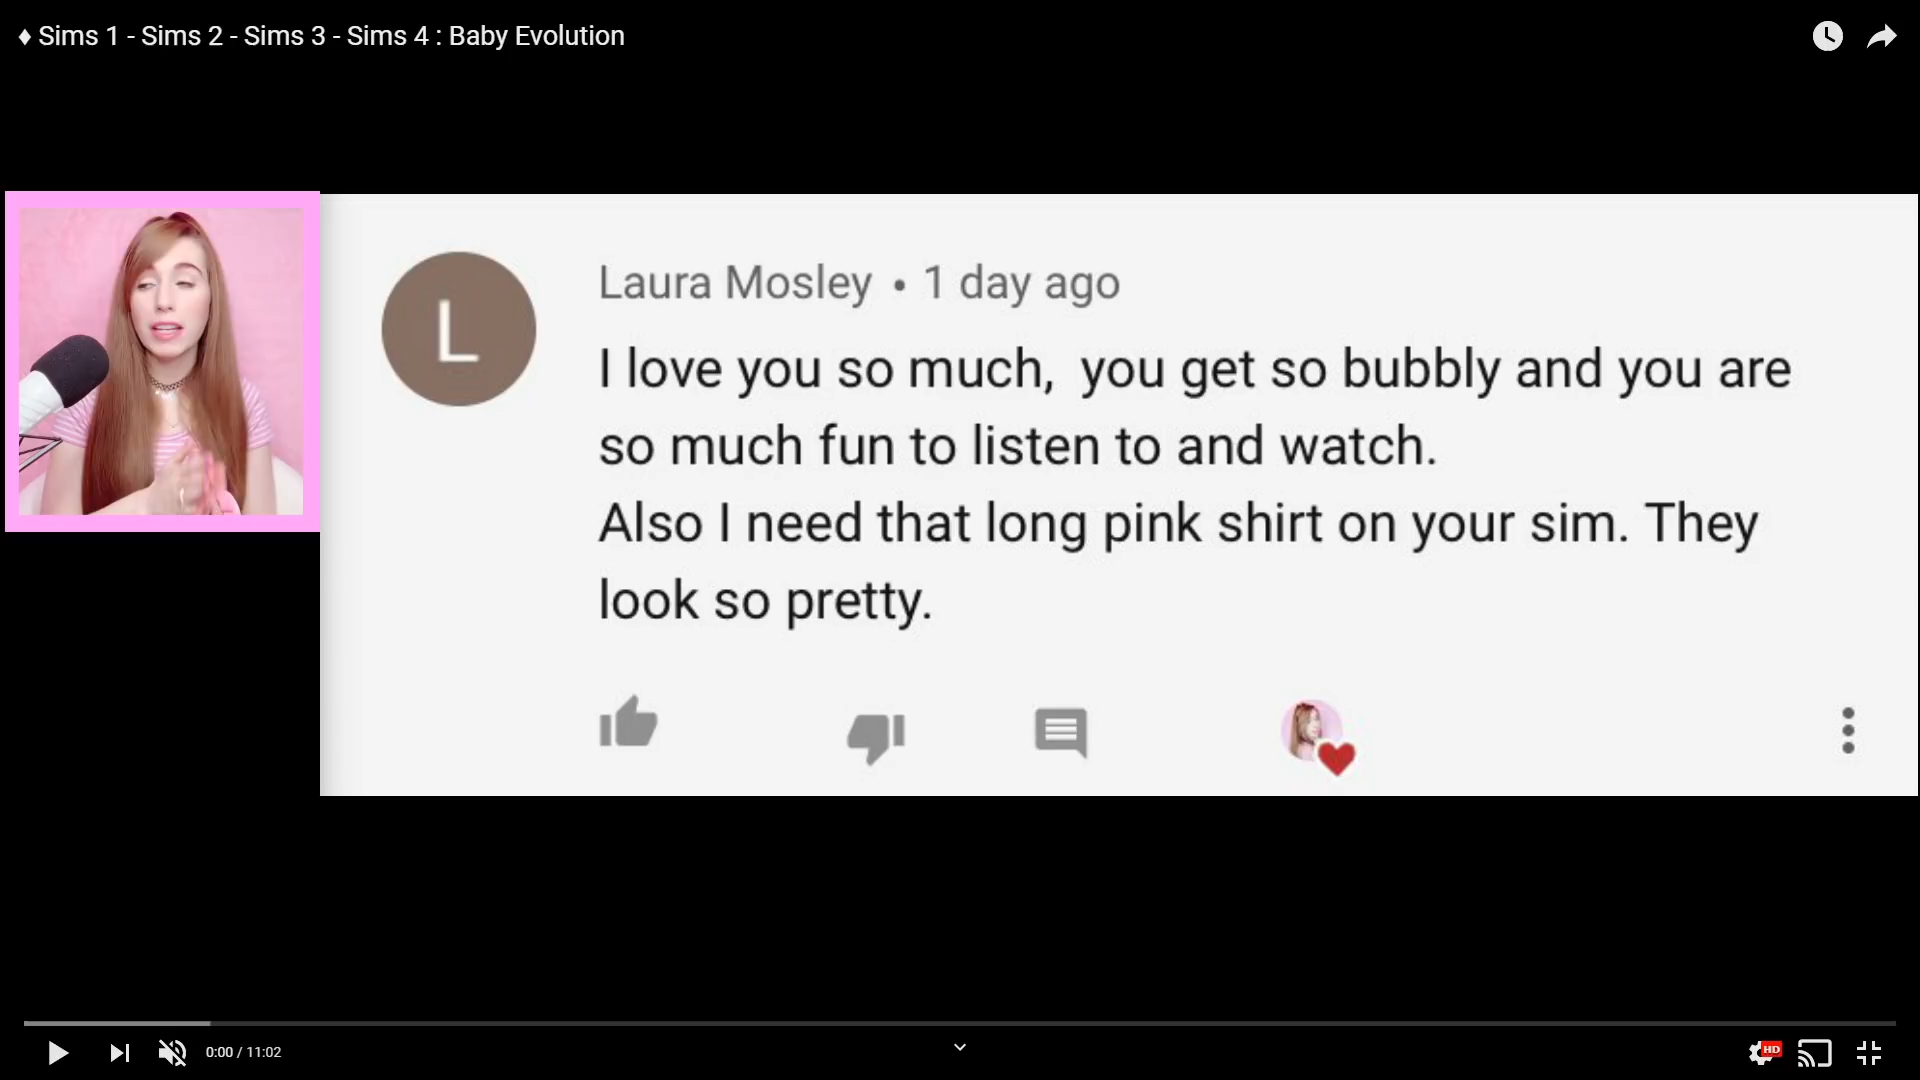 ♦ Sims 1 - Sims 2 - Sims 3 - Sims 4 : Baby Evolution
L
Laura Mosley • 1 day ago
I love you so much,  you get so bubbly and you are
so much fun to listen to and watch.
Also I need that long pink shirt on your sim. They
look so pretty.
0:00 / 11:02
HD